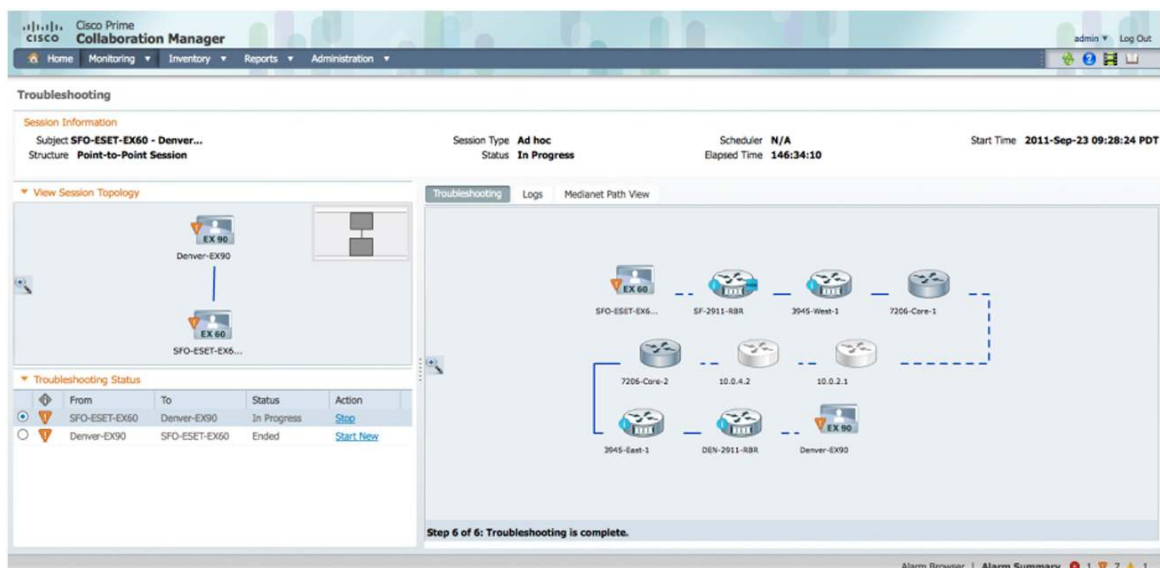 Cisco Prime
CISCO Collaboration Manager
admin Log Out
Home Monitoring Inventory Reports Administration
Troubleshooting
Session Information
Subject SFO-ESET-EX60 - Denver... Session Type Ad hoc Scheduler N/A Start Time 2011-Sep-23 09:28:24 PDT
Structure Point-to-Point Session Status In Progress Elapsed Time 146:34:10
View Session Topology
EX 90
Denver-EX90
EX 60
SFO-ESET-EX6...
Troubleshooting Status
From To Status Action
SFO-ESET-EX60 Denver-EX90 In Progress Stop
Denver-EX90 SFO-ESET-EX60 Ended Start New
Troubleshooting Logs Medianet Path View
EX 60
SFO-ESET-EX6... SF-2911-RBR 3945-West-1 7206-Core-1
7206-Core-2 10.0.4.2 10.0.2.1
EX 90
3945-East-1 DEN-2911-RBR Denver-EX90
Step 6 of 6: Troubleshooting is complete.
Alarm Browser | Alarm Summary 1 7 1